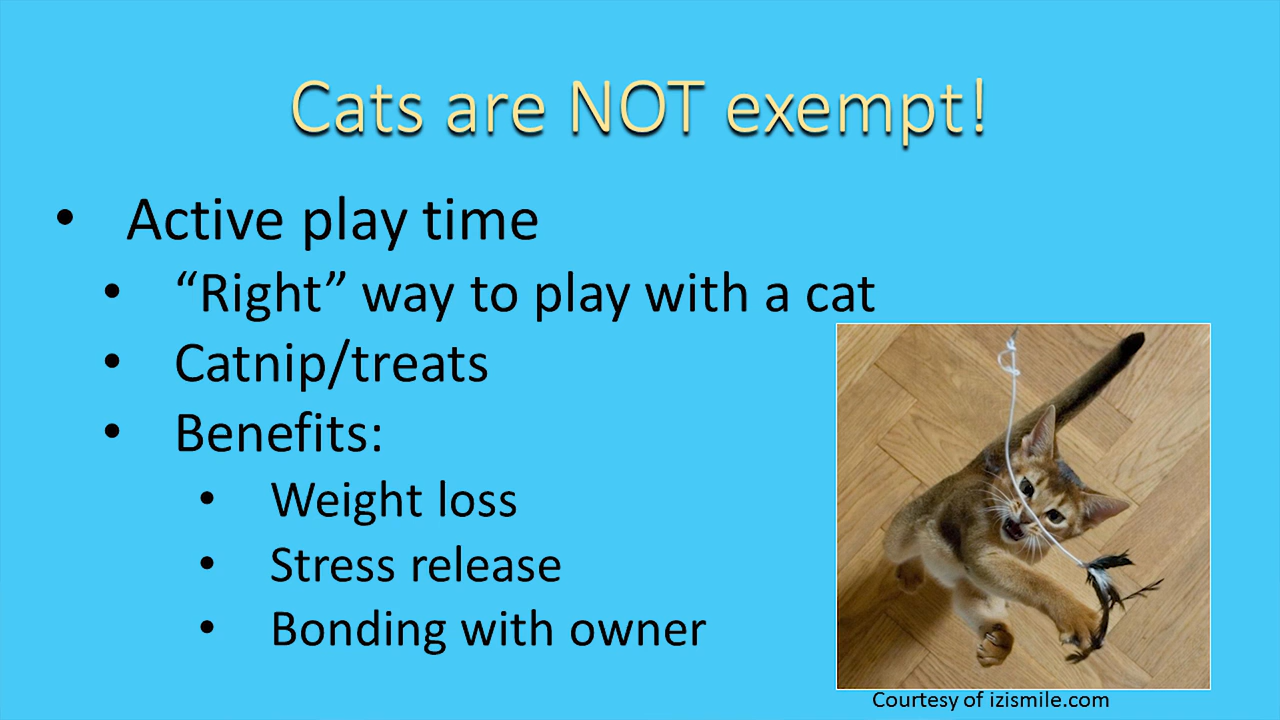 Cats are NOT exempt!
• Active play time
• “Right” way to play with a cat
• Catnip/treats
• Benefits:
• Weight loss
• Stress release
• Bonding with owner
Courtesy of izismile.com